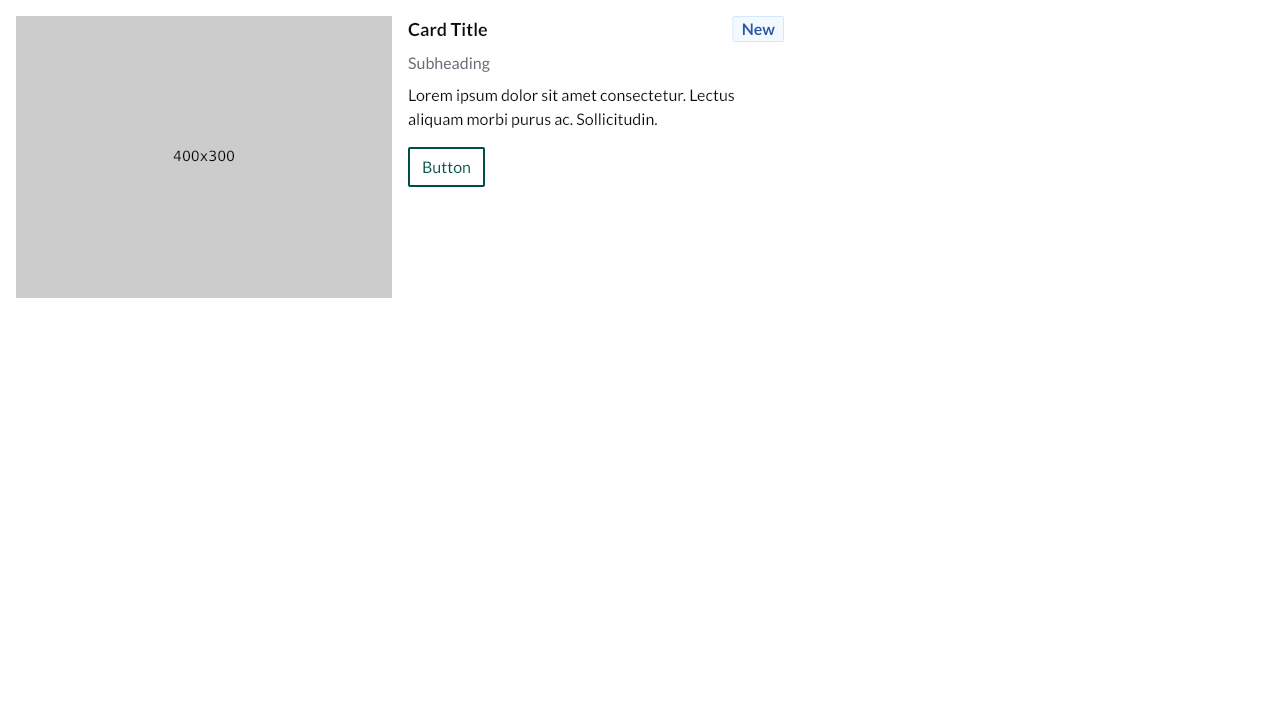 400x300
Card Title
New
Subheading
Lorem ipsum dolor sit amet consectetur. Lectus
aliquam morbi purus ac. Sollicitudin.
Button